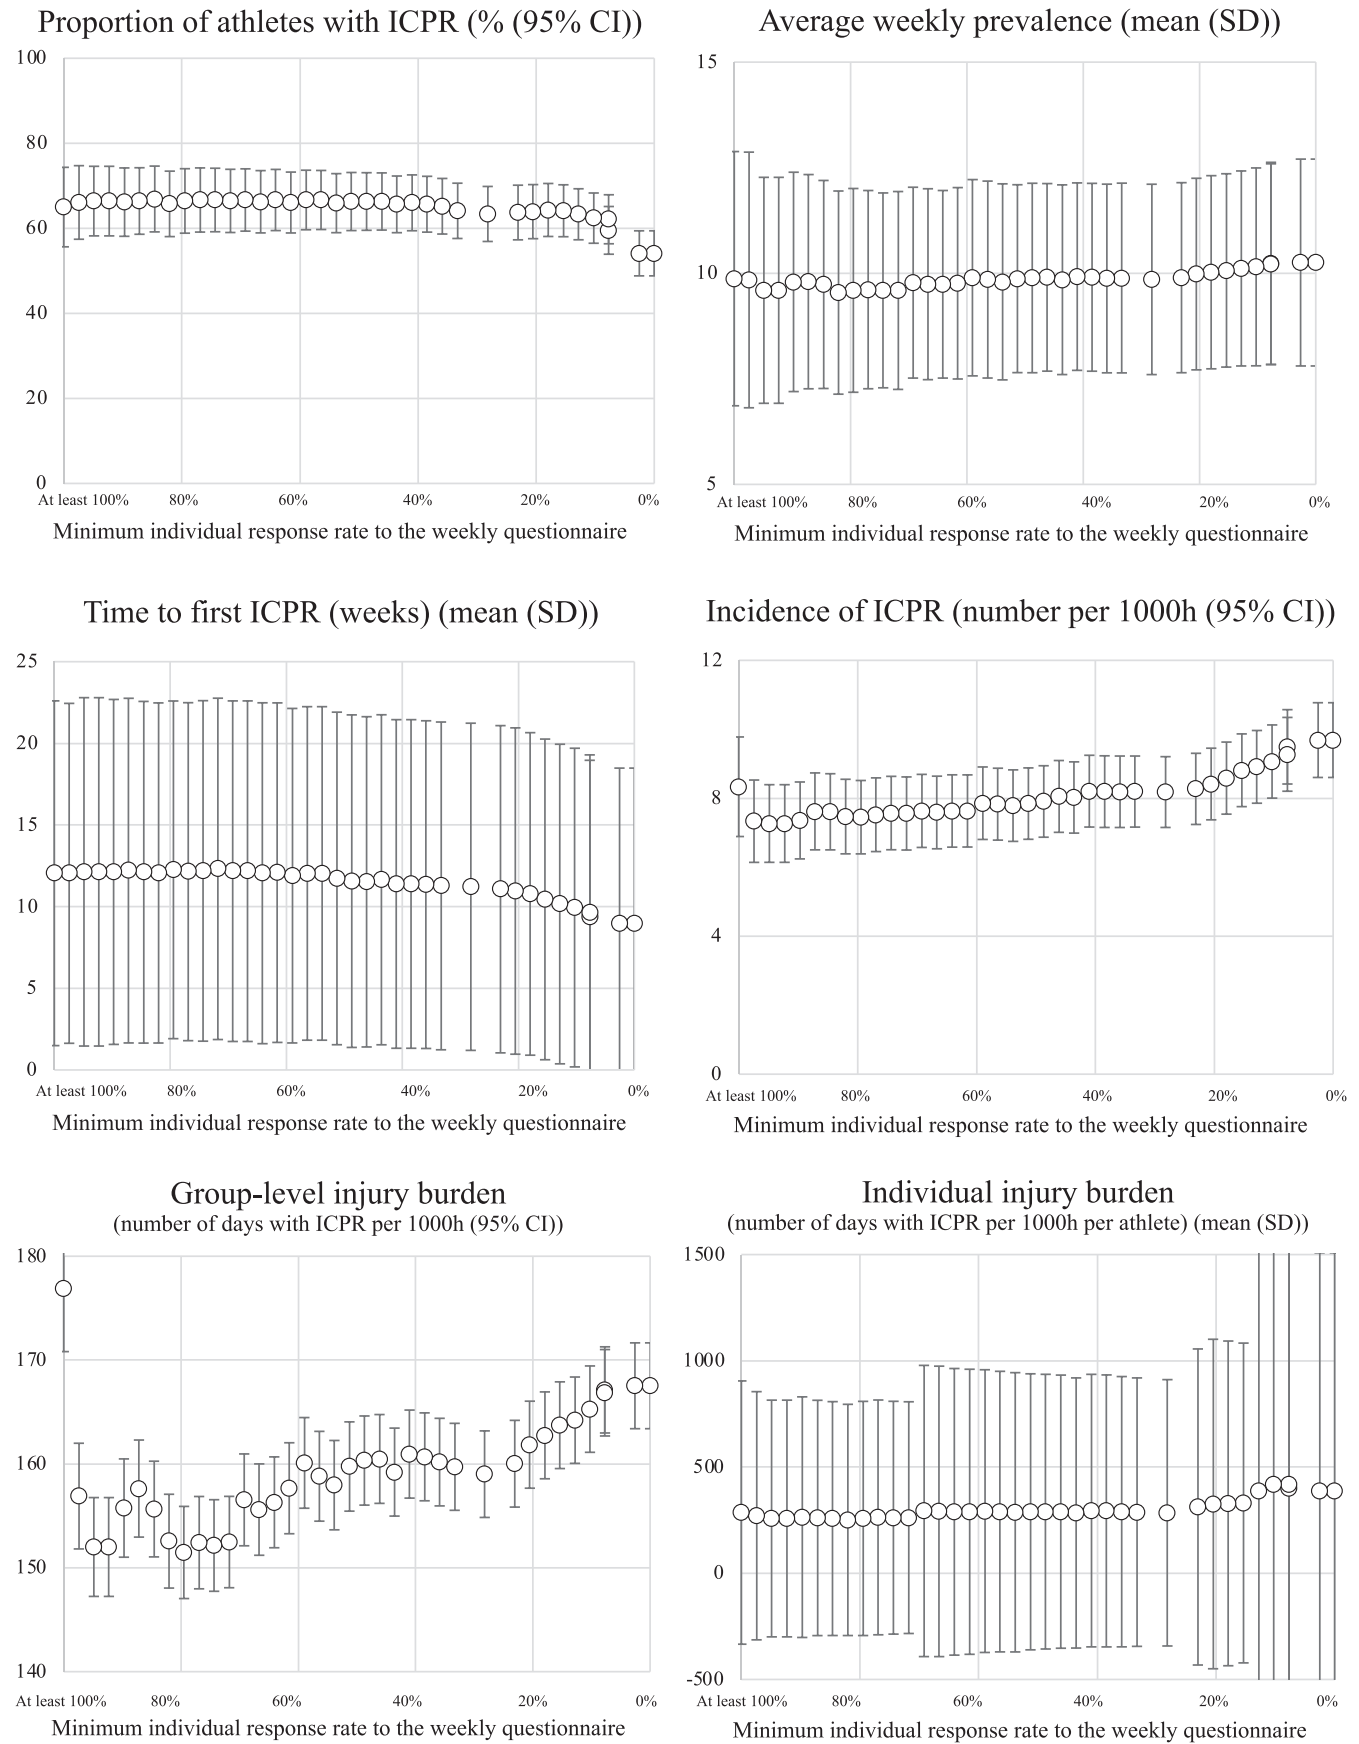 Proportion of athletes with ICPR (% (95% CI))
100
80
60
40
20
0
At least 100% 80% 60% 40% 20% 0%
Minimum individual response rate to the weekly questionnaire
Average weekly prevalence (mean (SD))
15
10
5
At least 100% 80% 60% 40% 20% 0%
Minimum individual response rate to the weekly questionnaire
Time to first ICPR (weeks) (mean (SD))
25
20
15
10
5
0
At least 100% 80% 60% 40% 20% 0%
Minimum individual response rate to the weekly questionnaire
Incidence of ICPR (number per 1000h (95% CI))
12
8
4
0
At least 100% 80% 60% 40% 20% 0%
Minimum individual response rate to the weekly questionnaire
Group-level injury burden
(number of days with ICPR per 1000h (95% CI))
180
170
160
150
140
At least 100% 80% 60% 40% 20% 0%
Minimum individual response rate to the weekly questionnaire
Individual injury burden
(number of days with ICPR per 1000h per athlete) (mean (SD))
1500
1000
500
0
-500
At least 100% 80% 60% 40% 20% 0%
Minimum individual response rate to the weekly questionnaire